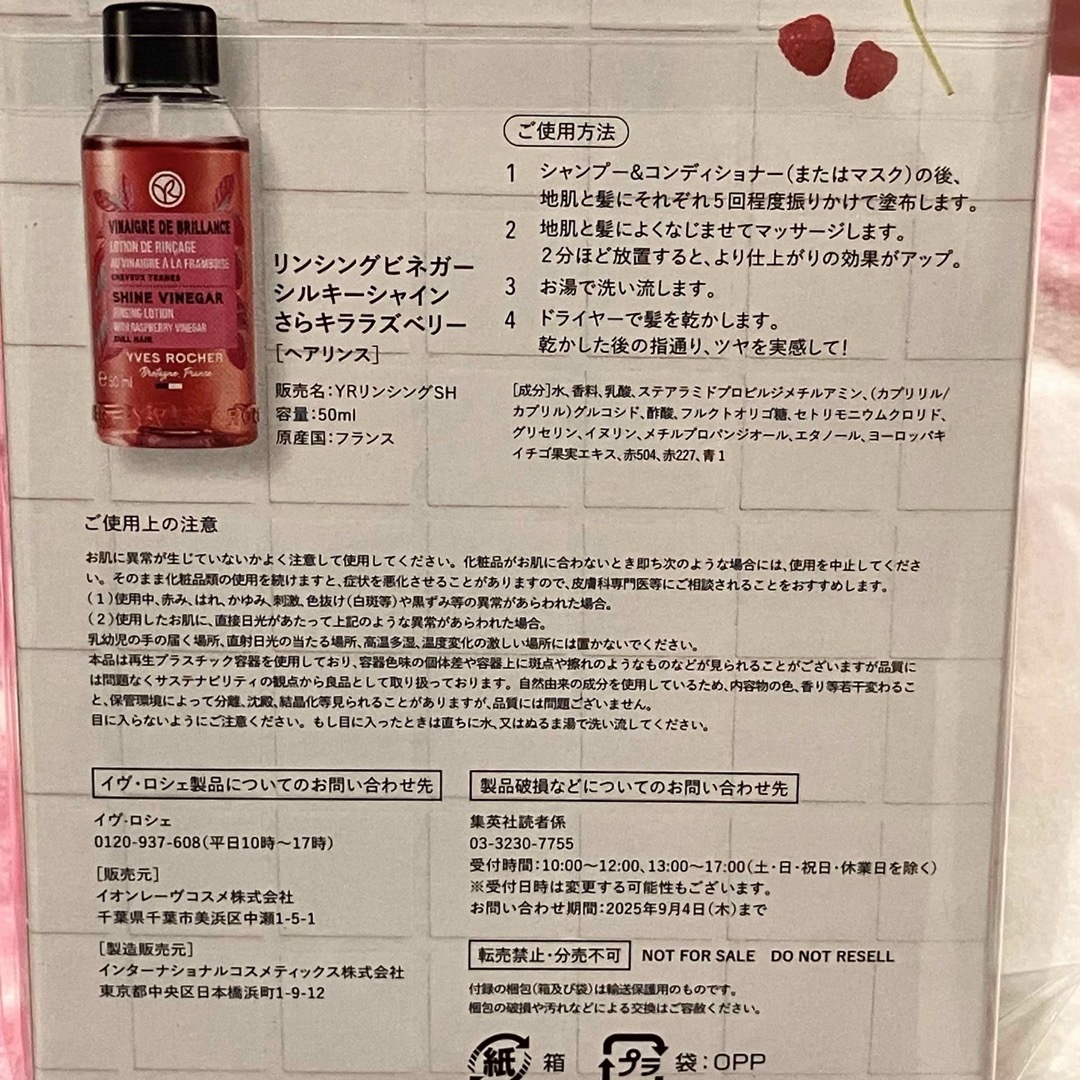 YR
VINAIGRE DE BRILLANCE
LOTION DE RINÇAGE
AU VINAIGRE À LA FRAMBOISE
CHEVEUX TERNES
SHINE VINEGAR
RINSING LOTION
WITH RASPBERRY VINEGAR
DULL HAIR
YVES ROCHER
Bretagne, France
50 ml
リンシングビネガー
シルキーシャイン
さらキララズベリー
[ヘアリンス]
販売名:YRリンシングSH
容量:50ml
原産国:フランス
ご使用方法
1 シャンプー&コンディショナー(またはマスク)の後、
地肌と髪にそれぞれ5回程度振りかけて塗布します。
2 地肌と髪によくなじませてマッサージします。
2分ほど放置すると、より仕上がりの効果がアップ。
3 お湯で洗い流します。
4 ドライヤーで髪を乾かします。
乾かした後の指通り、ツヤを実感して!
[成分]水、香料、乳酸、ステアラミドプロピルジメチルアミン、(カプリリル/
カプリル)グルコシド、酢酸、フルクトオリゴ糖、セトリモニウムクロリド、
グリセリン、イヌリン、メチルプロパンジオール、エタノール、ヨーロッパキ
イチゴ果実エキス、赤504、赤227、青1
ご使用上の注意
お肌に異常が生じていないかよく注意して使用してください。化粧品がお肌に合わないとき即ち次のような場合には、使用を中止してくださ
い。そのまま化粧品類の使用を続けますと、症状を悪化させることがありますので、皮膚科専門医等にご相談されることをおすすめします。
(1)使用中、赤み、はれ、かゆみ、刺激、色抜け(白斑等)や黒ずみ等の異常があらわれた場合。
(2)使用したお肌に、直接日光があたって上記のような異常があらわれた場合。
乳幼児の手の届く場所、直射日光の当たる場所、高温多湿、温度変化の激しい場所には置かないでください。
本品は再生プラスチック容器を使用しており、容器色味の個体差や容器上に斑点や擦れのようなものなどが見られることがございますが品質に
は問題なくサステナビリティの観点から良品として取り扱っております。自然由来の成分を使用しているため、内容物の色、香り等若干変わるこ
と、保管環境によって分離、沈殿、結晶化等見られることがありますが、品質には問題ございません。
目に入らないようにご注意ください。もし目に入ったときは直ちに水、又はぬるま湯で洗い流してください。
イヴ・ロシェ製品についてのお問い合わせ先
イヴ・ロシェ
0120-937-608(平日10時〜17時)
[販売元]
イオンレーヴコスメ株式会社
千葉県千葉市美浜区中瀬1-5-1
[製造販売元]
インターナショナルコスメティックス株式会社
東京都中央区日本橋浜町1-9-12
製品破損などについてのお問い合わせ先
集英社読者係
03-3230-7755
受付時間:10:00〜12:00、13:00〜17:00(土・日・祝日・休業日を除く)
※受付日時は変更する可能性もございます。
お問い合わせ期間:2025年9月4日(木)まで
転売禁止・分売不可 NOT FOR SALE DO NOT RESELL
付録の梱包(箱及び袋)は輸送保護用のものです。
梱包の破損や汚れなどによる交換はご容赦ください。
紙 箱 プラ 袋:OPP